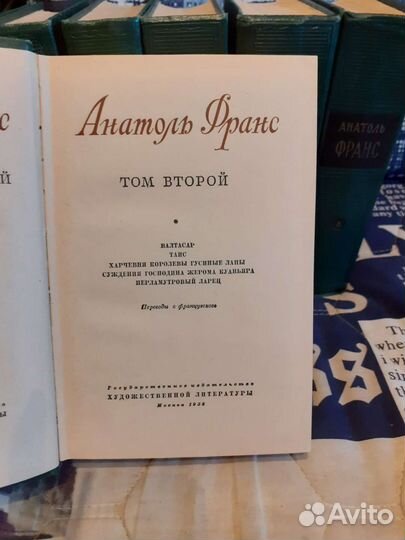 Анатоль Франс
ТОМ ВТОРОЙ
ВАЛТАСАР
ТАИС
ХАРЧЕВНЯ КОРОЛЕВЫ ГУСИНЫЕ ЛАПЫ
СУЖДЕНИЯ ГОСПОДИНА ЖЕРОМА КУАНЬЯРА
ПЕРЛАМУТРОВЫЙ ЛАРЕЦ
Переводы с французского
Государственное издательство
ХУДОЖЕСТВЕННОЙ ЛИТЕРАТУРЫ
Москва 1958
с
Й
ы
АНАТОЛЬ
ФРАНС
Avito